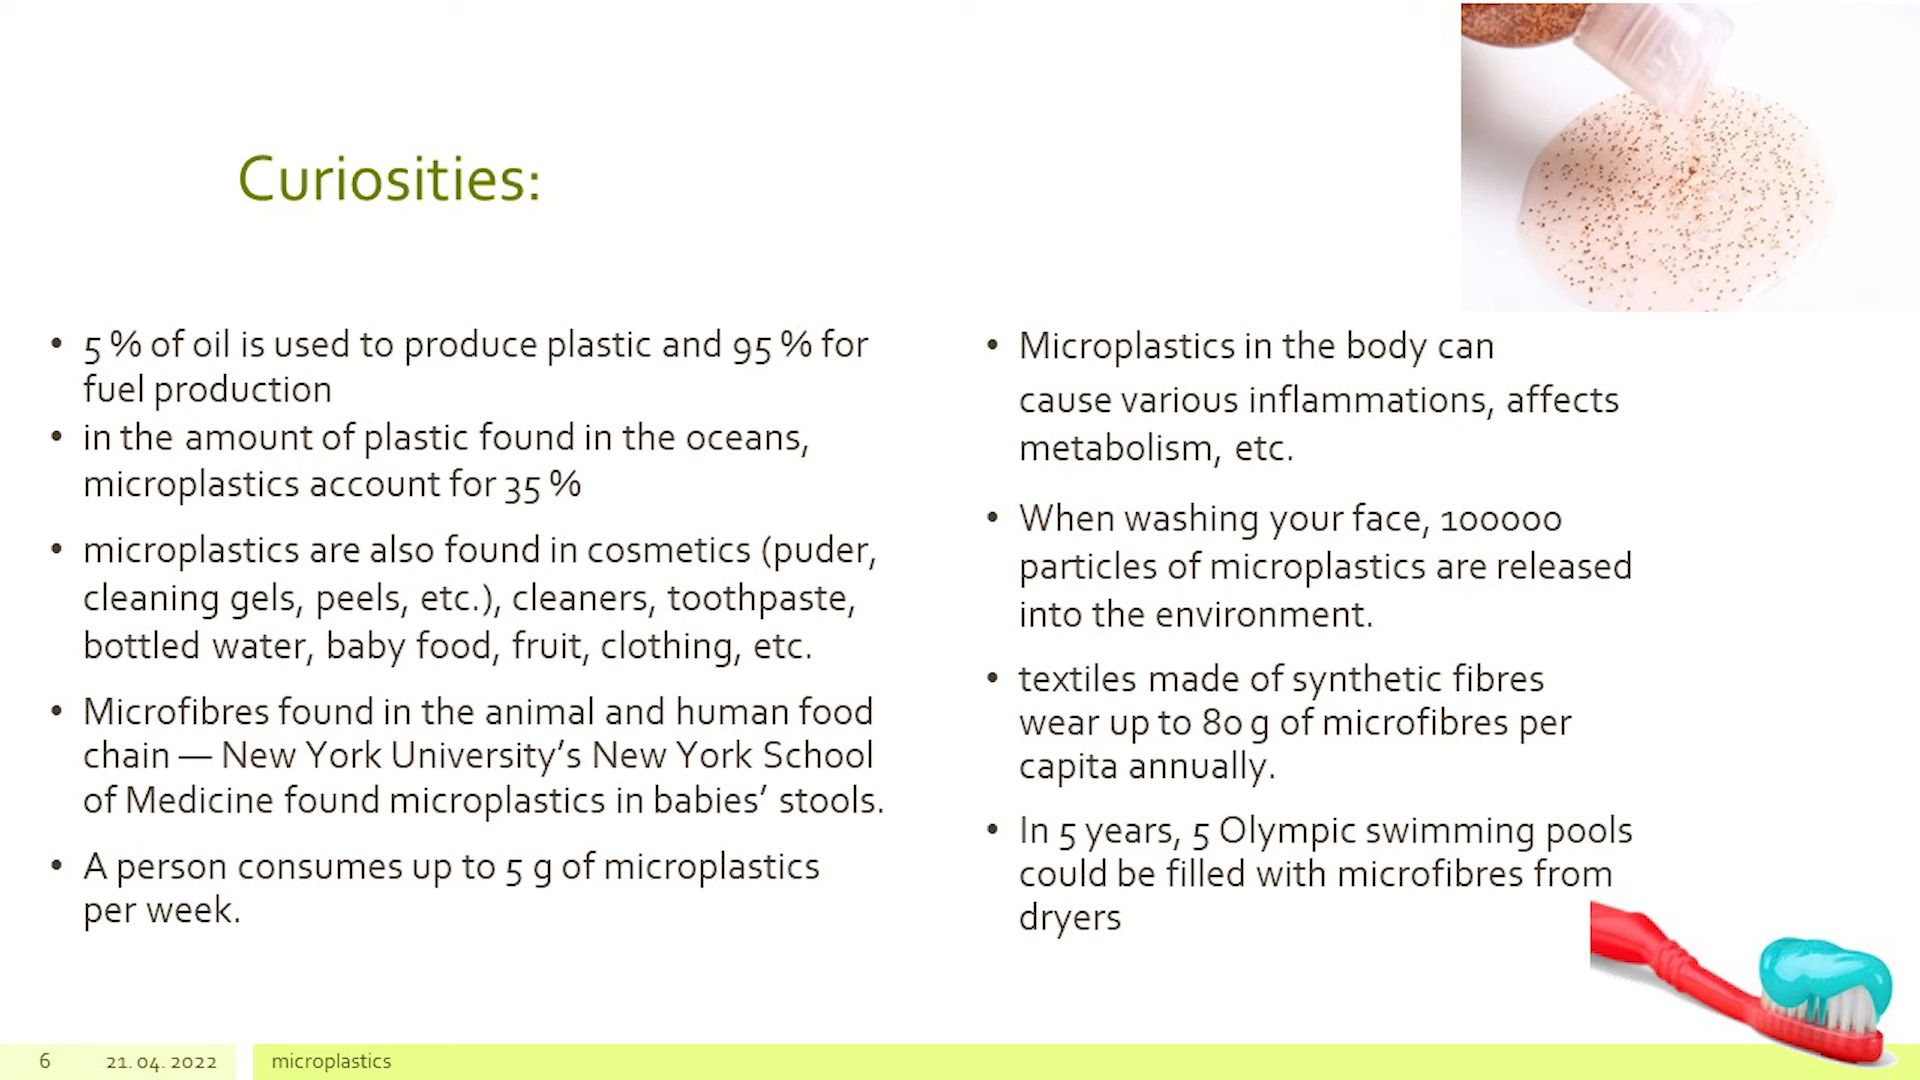 Curiosities:
• 5 % of oil is used to produce plastic and 95 % for
fuel production
• in the amount of plastic found in the oceans,
microplastics account for 35 %
• microplastics are also found in cosmetics (puder,
cleaning gels, peels, etc.), cleaners, toothpaste,
bottled water, baby food, fruit, clothing, etc.
• Microfibres found in the animal and human food
chain — New York University’s New York School
of Medicine found microplastics in babies’ stools.
• A person consumes up to 5 g of microplastics
per week.
• Microplastics in the body can
cause various inflammations, affects
metabolism, etc.
• When washing your face, 100000
particles of microplastics are released
into the environment.
• textiles made of synthetic fibres
wear up to 80 g of microfibres per
capita annually.
• In 5 years, 5 Olympic swimming pools
could be filled with microfibres from
dryers
6 21. 04. 2022 microplastics